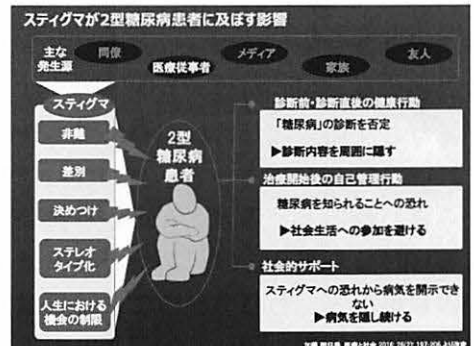 スティグマが2型糖尿病患者に及ぼす影響
主な
発生源
同僚
医療従事者
メディア
家族
友人
スティグマ
非難
差別
決めつけ
ステレオ
タイプ化
人生における
機会の制限
2型
糖尿病
患者
診断前・診断直後の健康行動
「糖尿病」の診断を否定
▶診断内容を周囲に隠す
治療開始後の自己管理行動
糖尿病を知られることへの恐れ
▶社会生活への参加を避ける
社会的サポート
スティグマへの恐れから病気を開示でき
ない
▶病気を隠し続ける